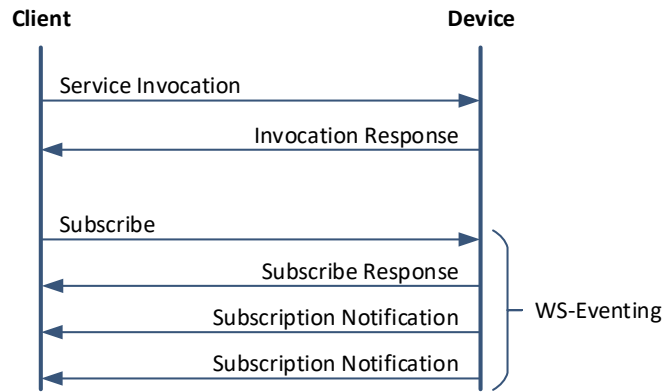 Client
Device
Service Invocation
Invocation Response
Subscribe
Subscribe Response
Subscription Notification
WS-Eventing
Subscription Notification